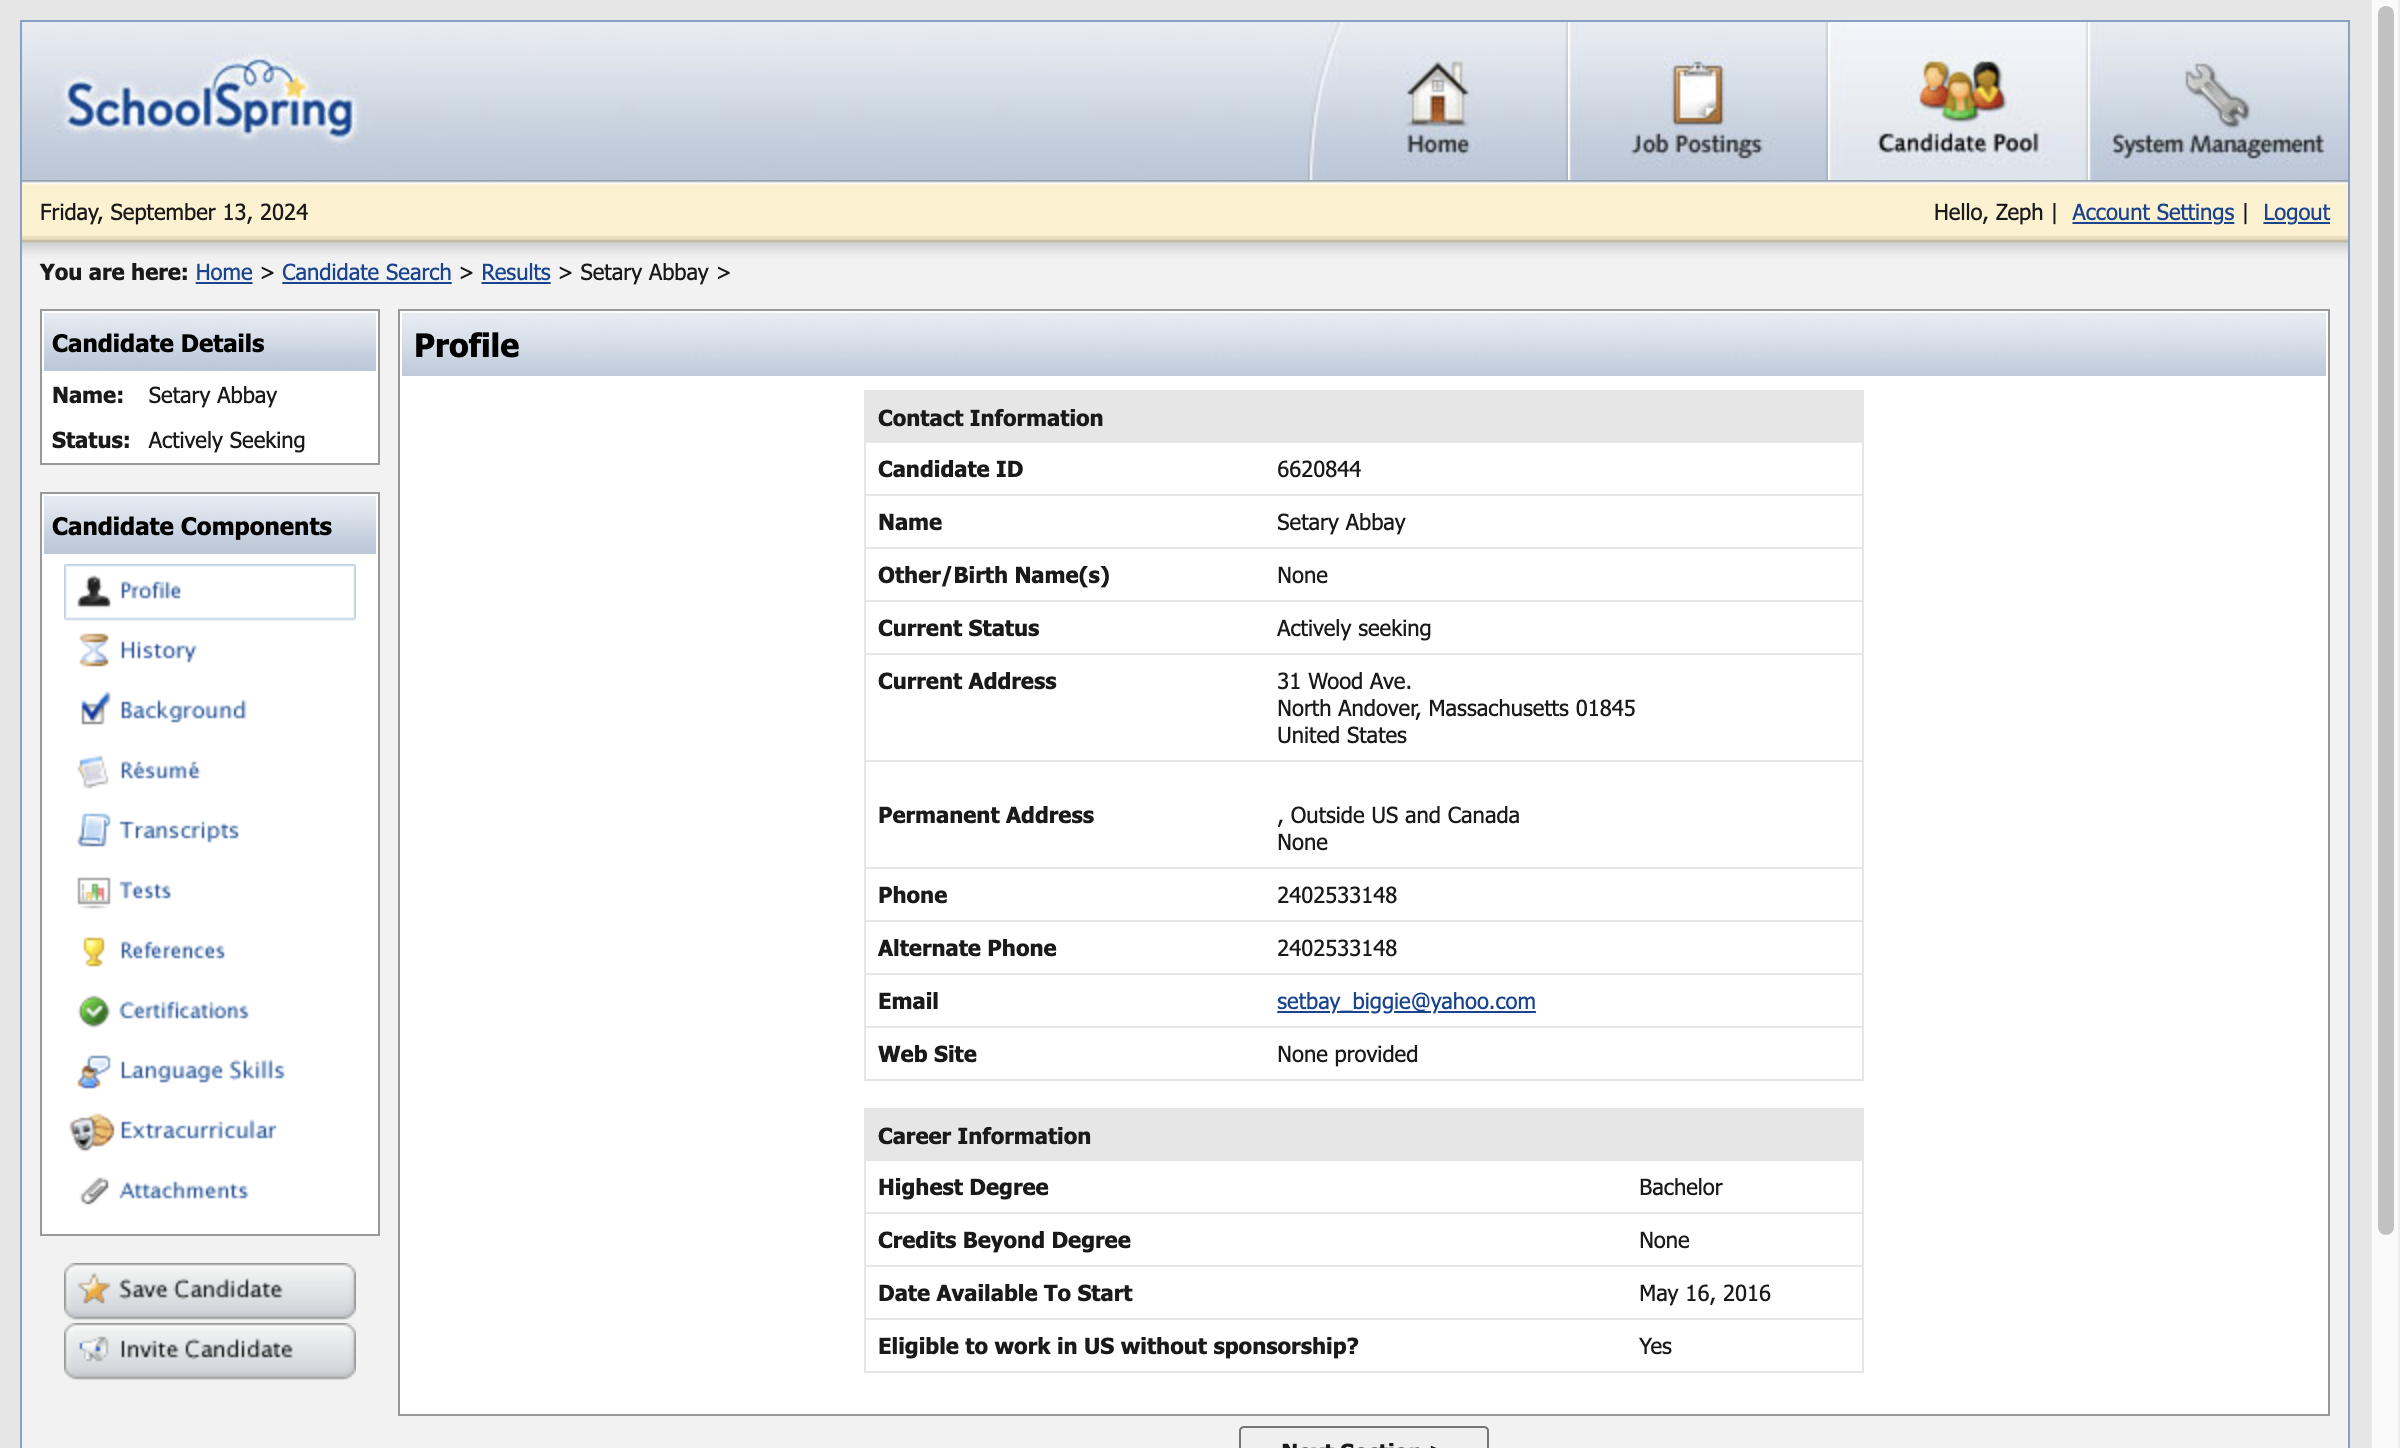 SchoolSpring
Home
Job Postings
Candidate Pool
System Management
Friday, September 13, 2024
Hello, Zeph | Account Settings | Logout
You are here: Home > Candidate Search > Results > Setary Abbay >
Candidate Details
Name: Setary Abbay
Status: Actively Seeking
Candidate Components
Profile
History
Background
Résumé
Transcripts
Tests
References
Certifications
Language Skills
Extracurricular
Attachments
Save Candidate
Invite Candidate
Profile
Contact Information
Candidate ID 6620844
Name Setary Abbay
Other/Birth Name(s) None
Current Status Actively seeking
Current Address 31 Wood Ave.
North Andover, Massachusetts 01845
United States
Permanent Address , Outside US and Canada
None
Phone 2402533148
Alternate Phone 2402533148
Email setbay_biggie@yahoo.com
Web Site None provided
Career Information
Highest Degree Bachelor
Credits Beyond Degree None
Date Available To Start May 16, 2016
Eligible to work in US without sponsorship? Yes
Next Section >